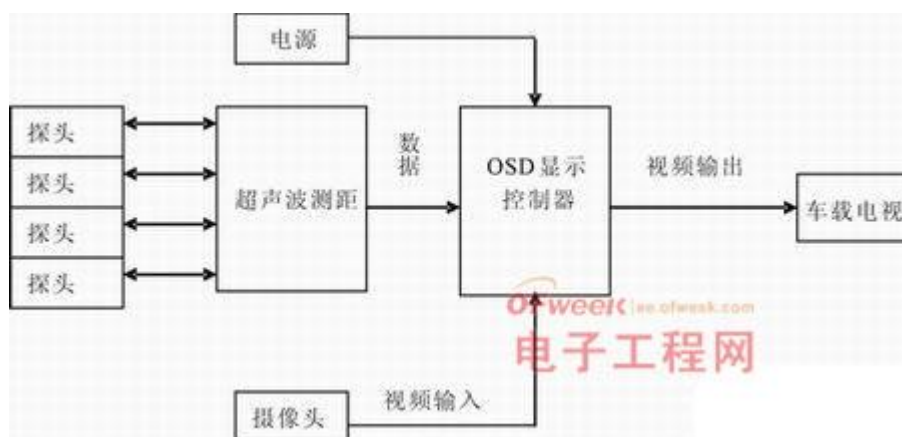 电源
探头
探头
探头
探头
超声波测距
数据
OSD显示
控制器
视频输出
车载电视
OFweek ee.ofweek.com
电子工程网
摄像头
视频输入